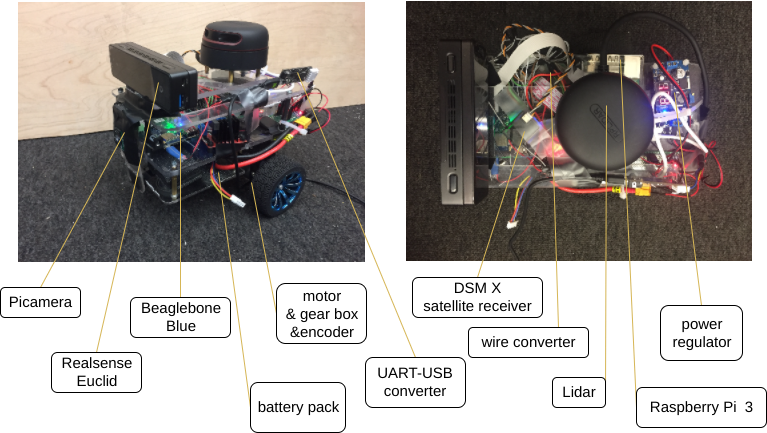 Picamera
Realsense
Euclid
Beaglebone
Blue
battery pack
motor
& gear box
&encoder
UART-USB
converter
DSM X
satellite receiver
wire converter
Lidar
Raspberry Pi 3
power
regulator